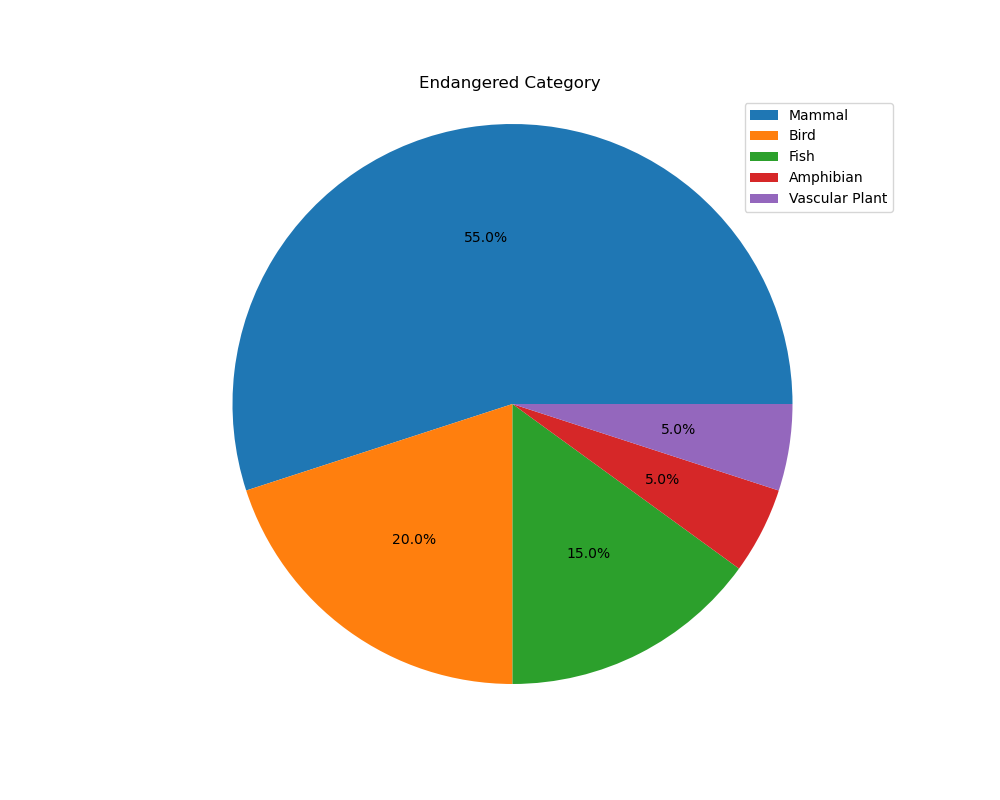 Endangered Category
Mammal
Bird
Fish
Amphibian
Vascular Plant
55.0%
20.0%
15.0%
5.0%
5.0%